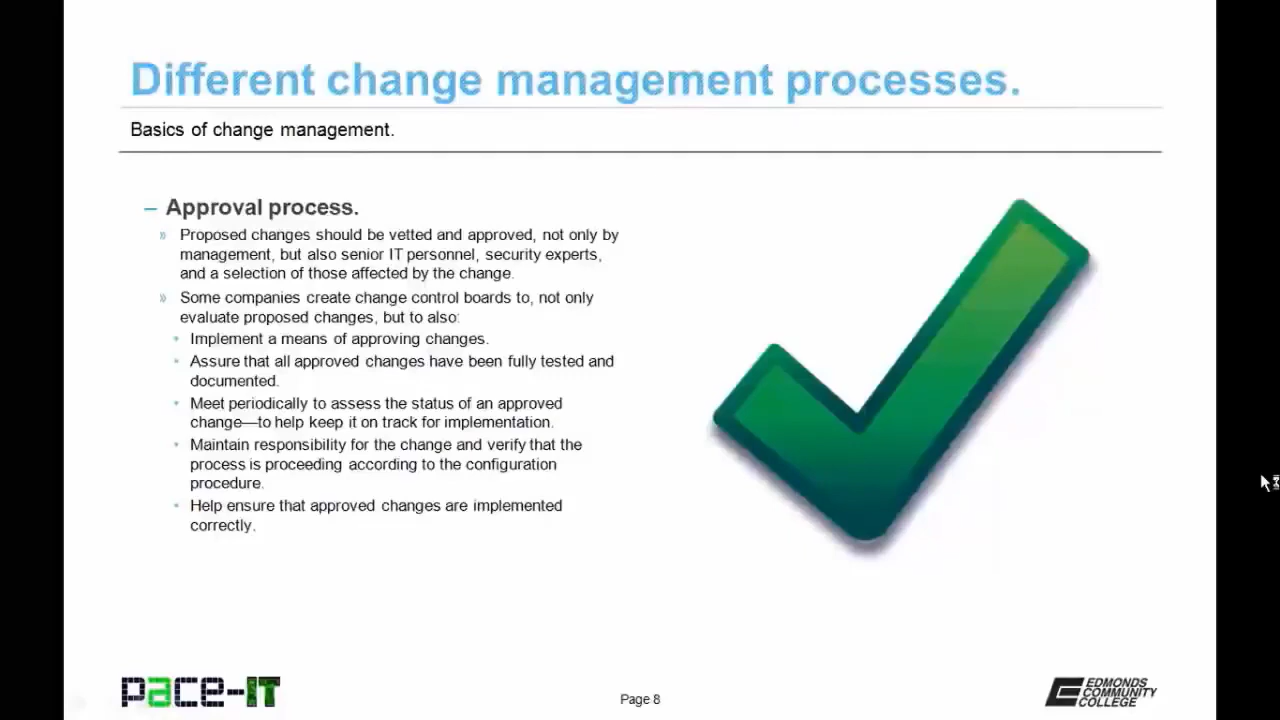 Different change management processes.
Basics of change management.
– Approval process.
» Proposed changes should be vetted and approved, not only by
management, but also senior IT personnel, security experts,
and a selection of those affected by the change.
» Some companies create change control boards to, not only
evaluate proposed changes, but to also:
• Implement a means of approving changes.
• Assure that all approved changes have been fully tested and
documented.
• Meet periodically to assess the status of an approved
change—to help keep it on track for implementation.
• Maintain responsibility for the change and verify that the
process is proceeding according to the configuration
procedure.
• Help ensure that approved changes are implemented
correctly.
pace-IT
Page 8
EDMONDS
COMMUNITY
COLLEGE